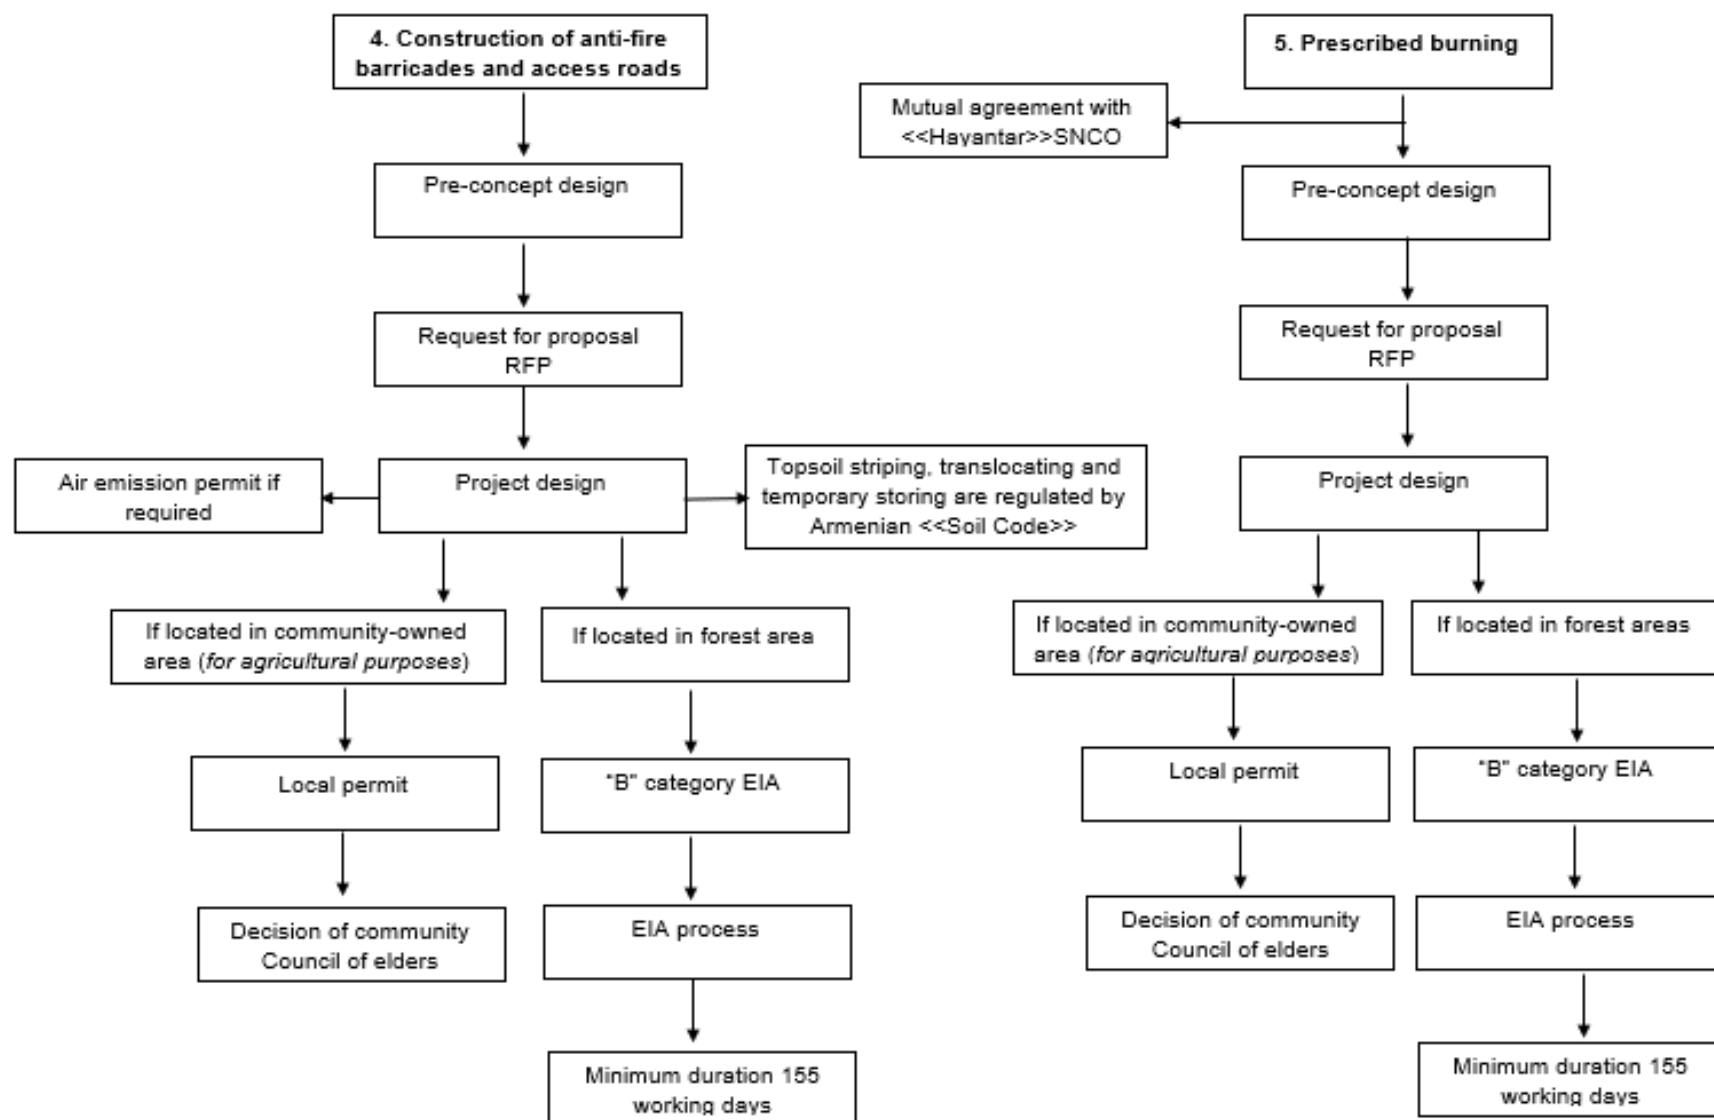 4. Construction of anti-fire
barricades and access roads
Pre-concept design
Request for proposal
RFP
Air emission permit if
required
Project design
Topsoil striping, translocating and
temporary storing are regulated by
Armenian <<Soil Code>>
If located in community-owned
area (for agricultural purposes)
If located in forest area
Local permit
"B" category EIA
Decision of community
Council of elders
EIA process
Minimum duration 155
working days
5. Prescribed burning
Mutual agreement with
<<Hayantar>>SNCO
Pre-concept design
Request for proposal
RFP
Project design
If located in community-owned
area (for agricultural purposes)
If located in forest areas
Local permit
"B" category EIA
Decision of community
Council of elders
EIA process
Minimum duration 155
working days